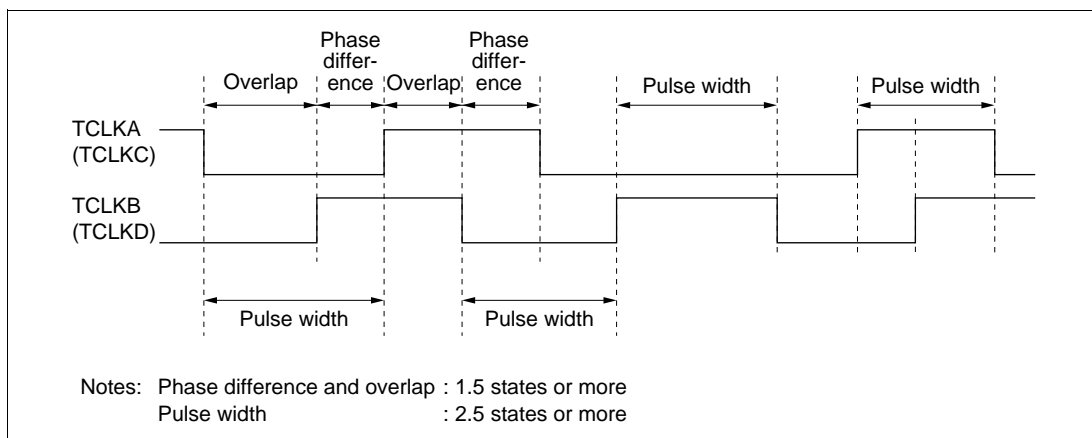 Phase
differ-
ence
Phase
differ-
ence
Overlap
Overlap
Pulse width
Pulse width
TCLKA
(TCLKC)
TCLKB
(TCLKD)
Pulse width
Pulse width
Notes: Phase difference and overlap : 1.5 states or more
Pulse width : 2.5 states or more